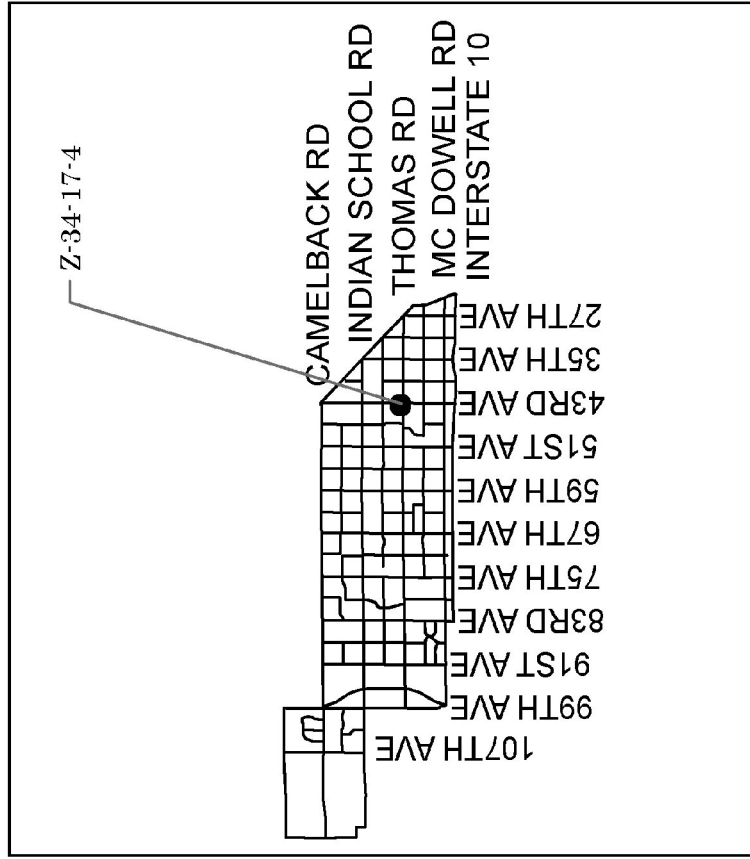 Z-34-17-4
CAMELBACK RD
INDIAN SCHOOL RD
THOMAS RD
MC DOWELL RD
INTERSTATE 10
27TH AVE
35TH AVE
43RD AVE
51ST AVE
59TH AVE
67TH AVE
75TH AVE
83RD AVE
91ST AVE
99TH AVE
107TH AVE